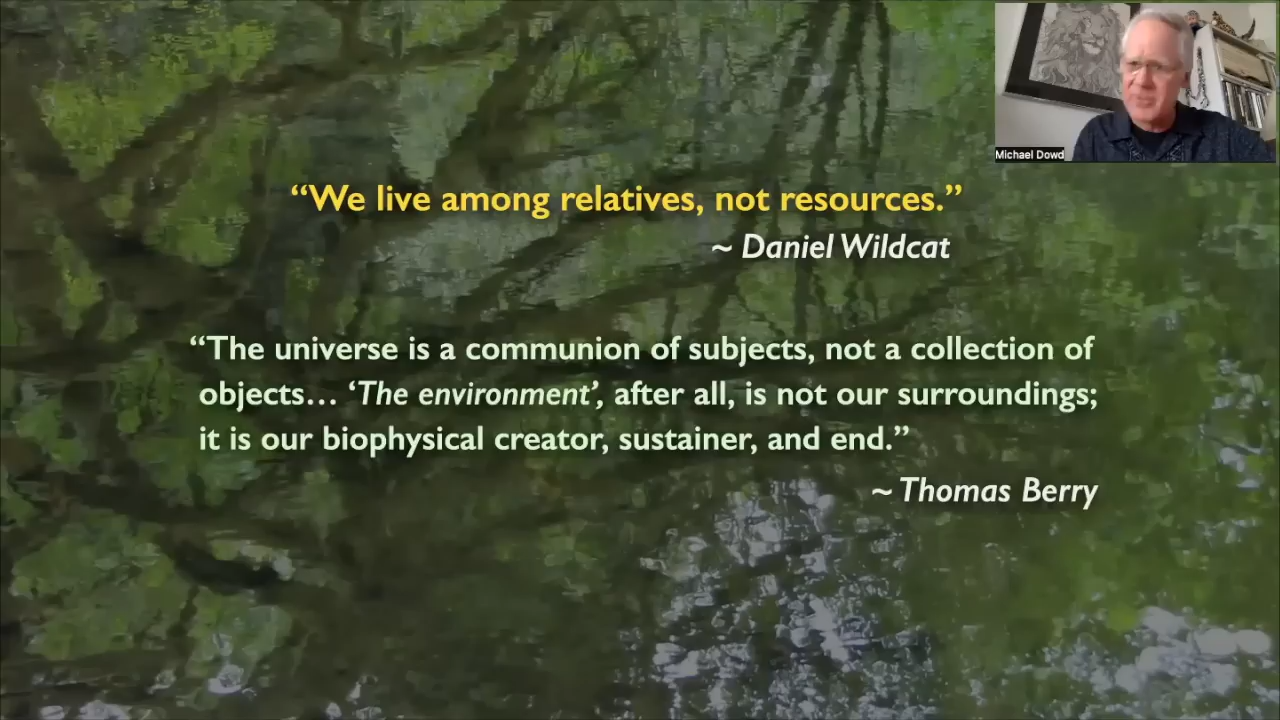 Michael Dowd
“We live among relatives, not resources.”
~ Daniel Wildcat
“The universe is a communion of subjects, not a collection of
objects… ‘The environment’, after all, is not our surroundings;
it is our biophysical creator, sustainer, and end.”
~ Thomas Berry